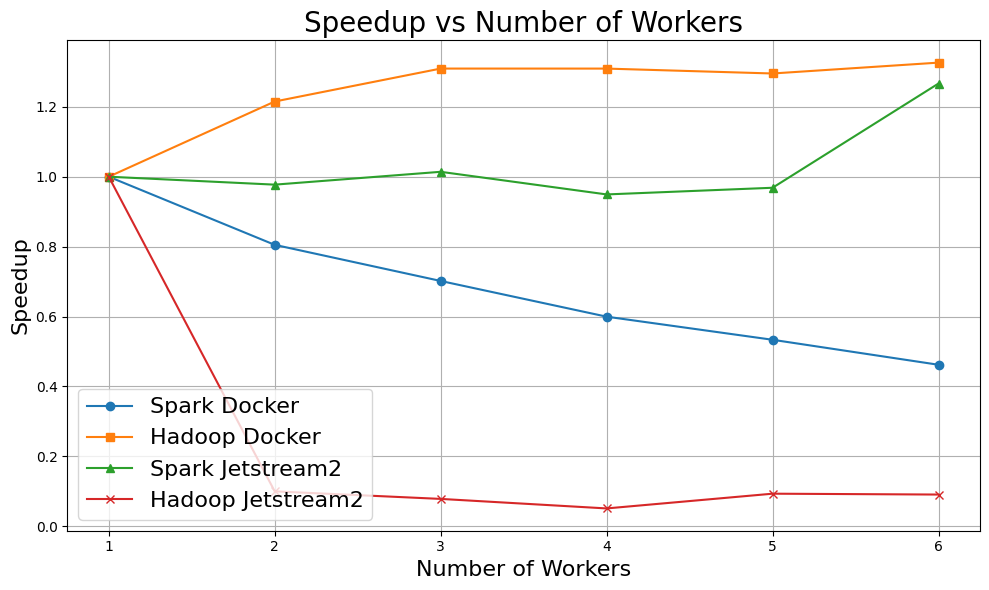 Speedup vs Number of Workers
Speedup
1.2
1.0
0.8
0.6
0.4
0.2
0.0
Spark Docker
Hadoop Docker
Spark Jetstream2
Hadoop Jetstream2
1 2 3 4 5 6
Number of Workers